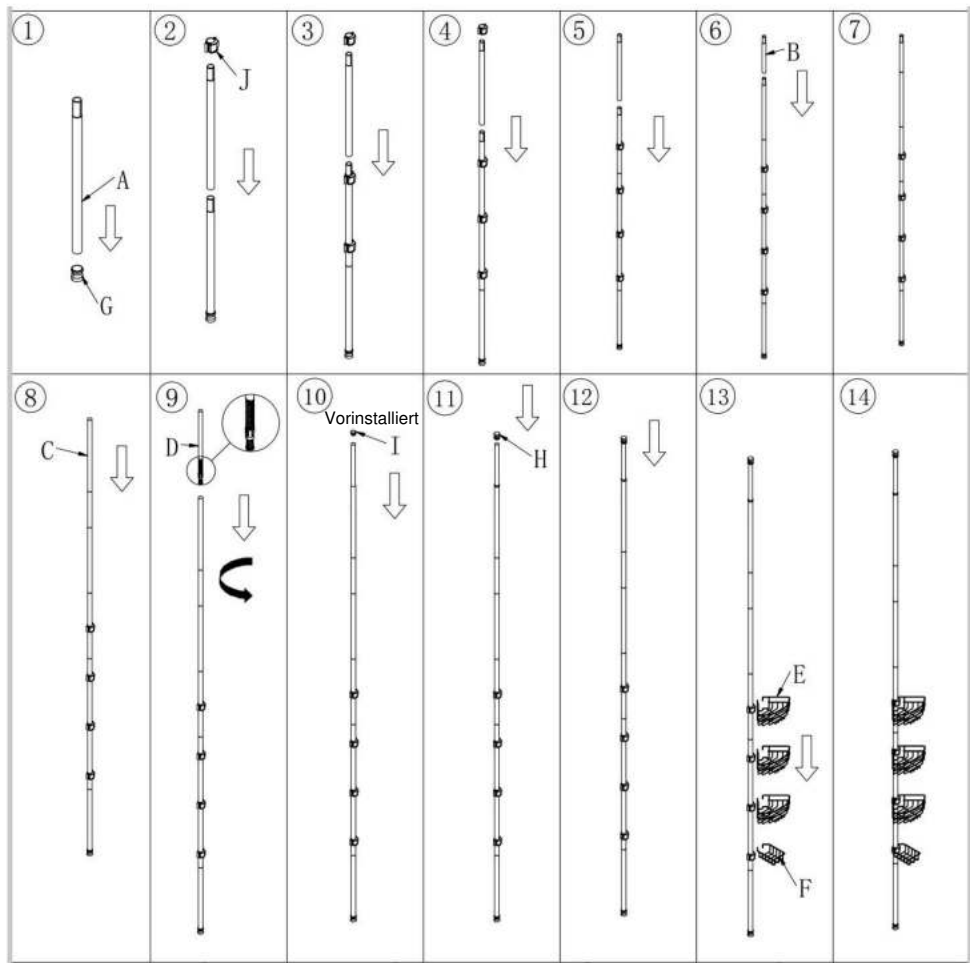 ①
②
③
④
⑤
⑥
⑦
A
G
J
B
⑧
⑨
⑩
⑪
⑫
⑬
⑭
C
D
Vorinstalliert
I
H
E
F